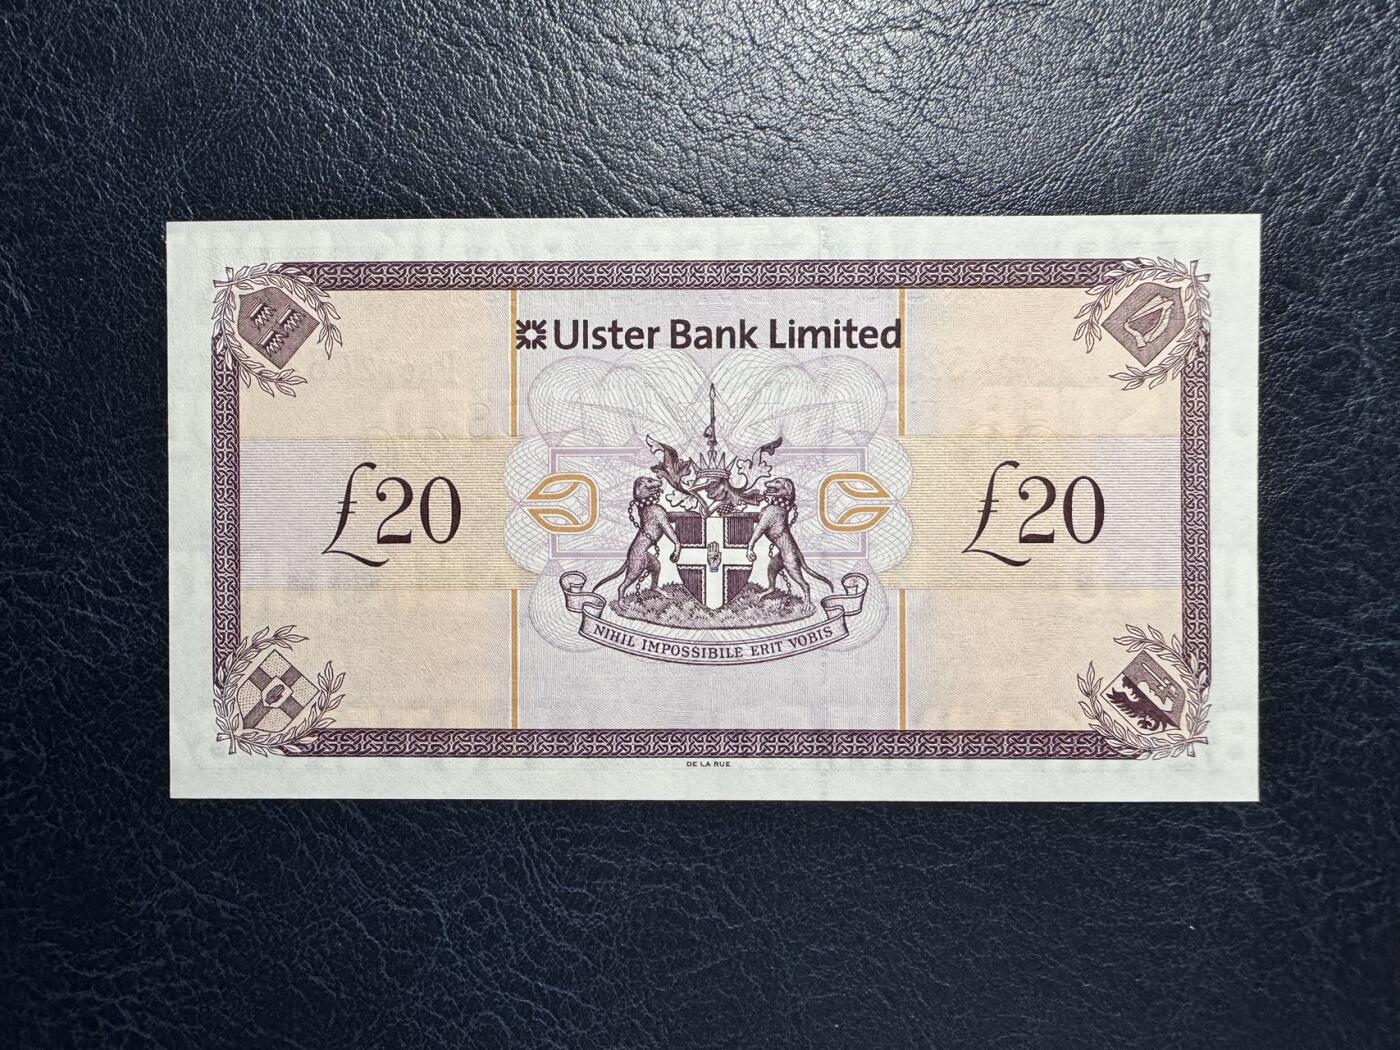 Ulster Bank Limited
£20
£20
NIHIL IMPOSSIBILE ERIT VOBIS
DE LA RUE